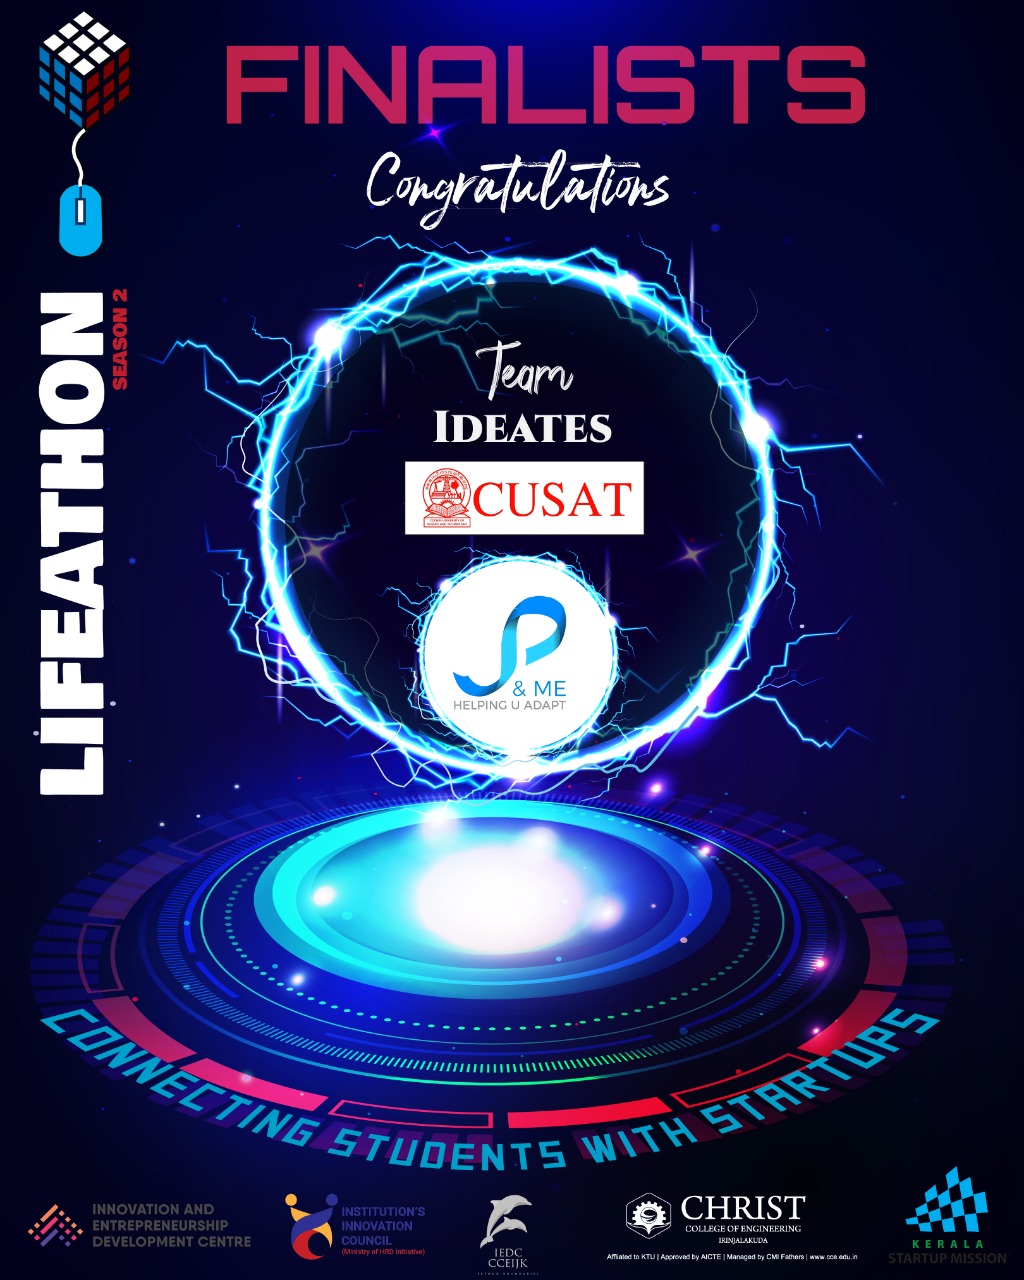 FINALISTS
Congratulations
LIFEATHON
SEASON 2
Team
IDEATES
CUSAT
& ME
HELPING U ADAPT
CONNECTING STUDENTS WITH STARTUPS
INNOVATION AND
ENTREPRENEURSHIP
DEVELOPMENT CENTRE
INSTITUTION'S
INNOVATION
COUNCIL
(Ministry of HRD Initiative)
IEDC
CCEIJK
CHRIST
COLLEGE OF ENGINEERING
IRINJALAKUDA
Affliated to KTU | Approved by AICTE | Managed by CMI Fathers | www.cce.edu.in
KERALA
STARTUP MISSION